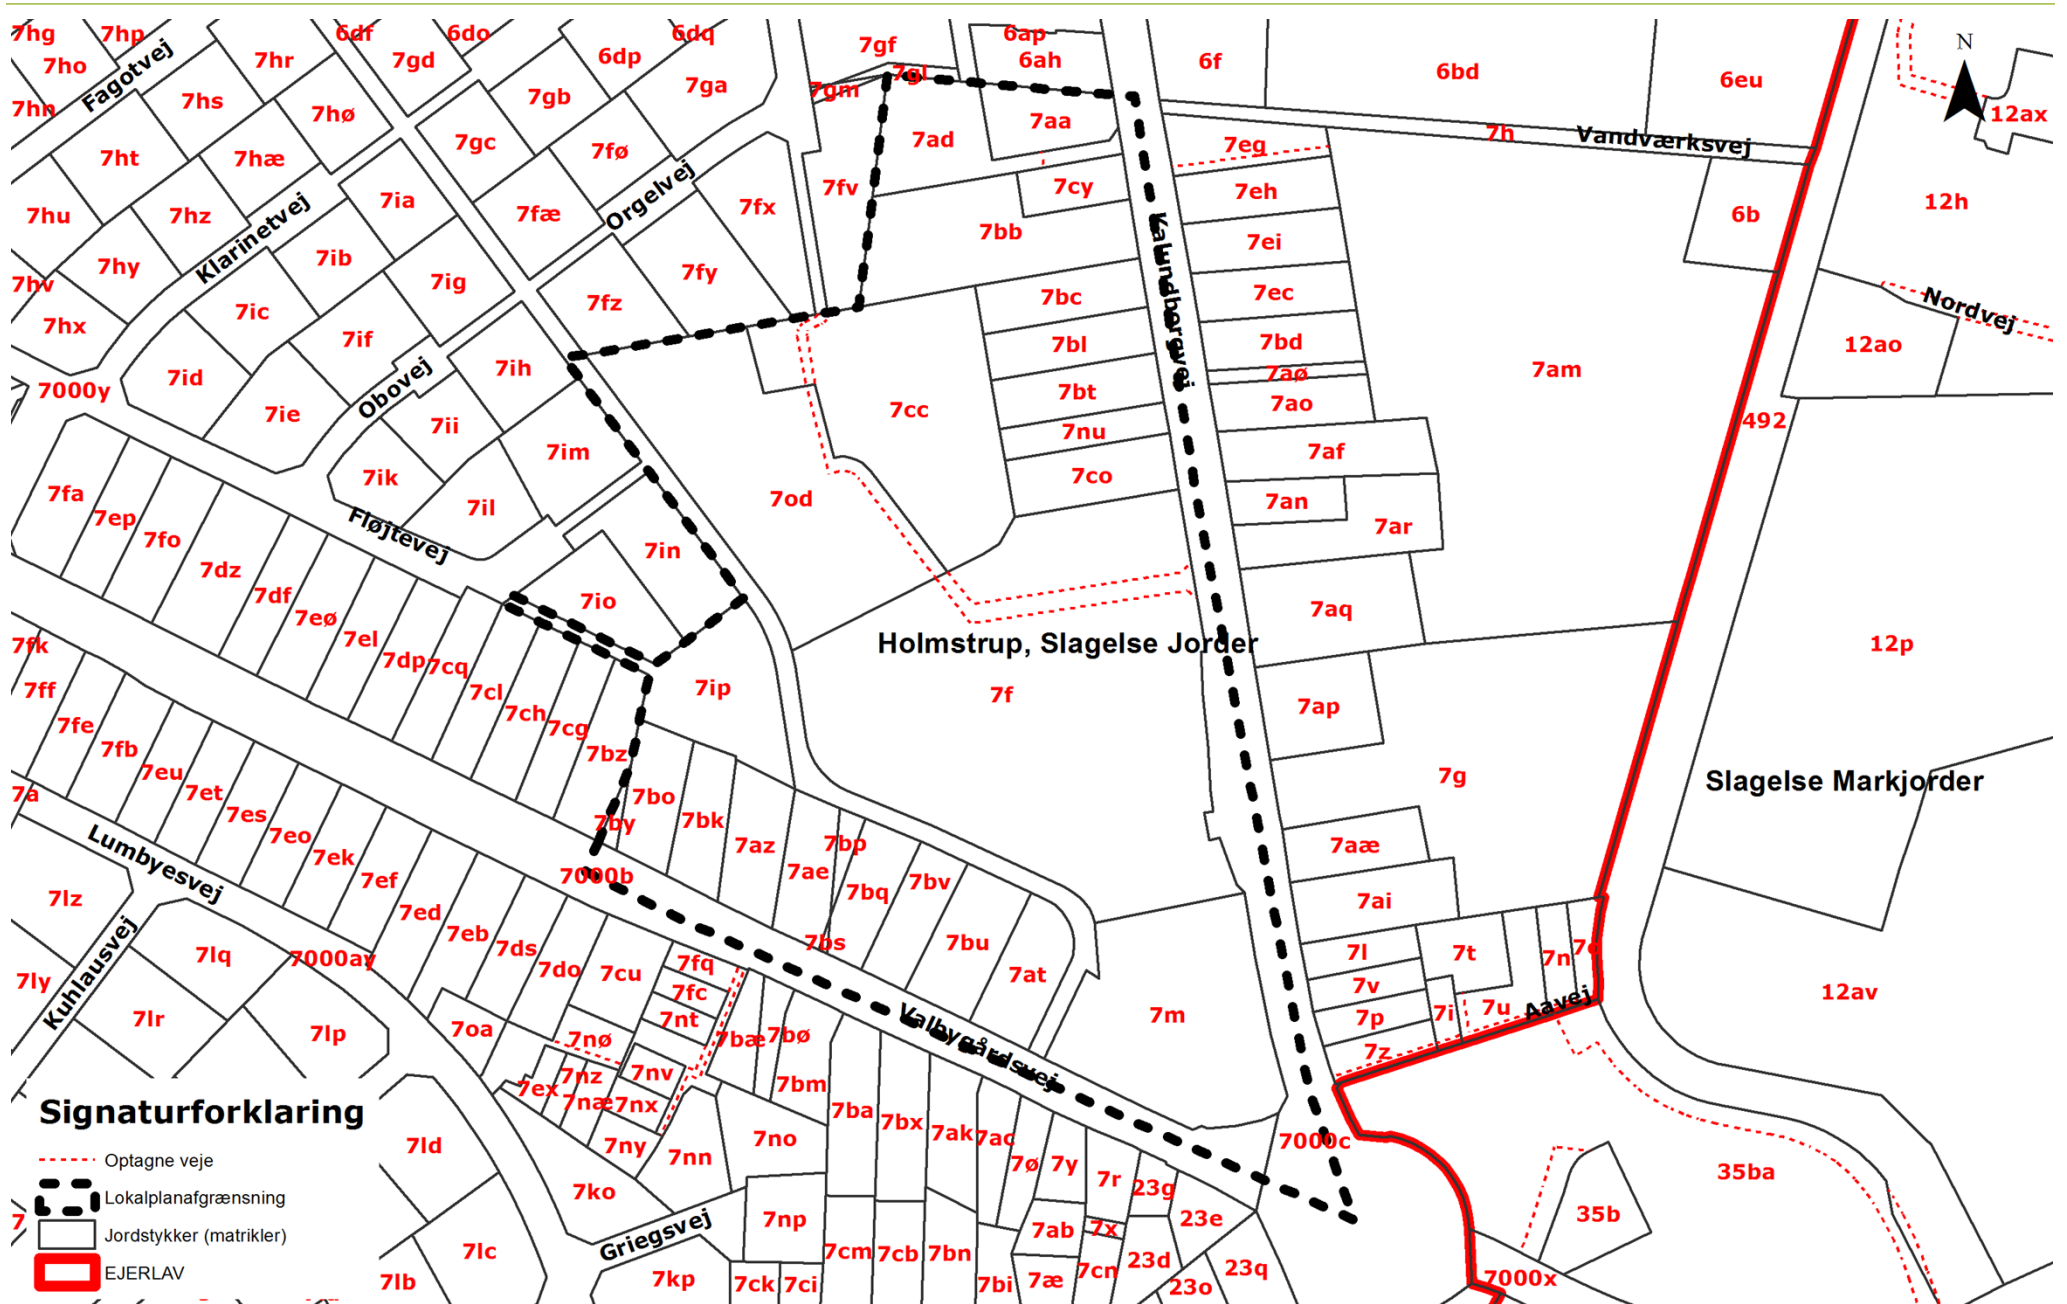 7hg 7hp 6df 6do 6dq 7gf 6ap
7ho Fagotvej 7hr 7gd 6dp 7ga 7gl 6ah 6f 6bd 6eu N
7hn 7hs 7hø 7gb 7gm 7aa 12ax
7ht 7hæ 7gc 7fø 7ad 7eg 7h Vandværksvej
7hu 7hz Klarinetvej 7ia 7fæ Orgelvej 7fx 7fv 7cy 7eh 6b 12h
7hy 7ib 7bb Kalundborgvej 7ei
7hv 7ig 7fy
7hx 7ic 7if 7fz 7bc 7ec Nordvej
7bl 7bd 12ao
7000y 7id 7ie Obovej 7ih 7aø 7am
7bt 7ao
7ii 7cc 7nu 492
7ik 7im 7co 7af
7fa 7ep 7il 7od 7an
7fo Fløjtevej 7in 7ar
7dz 7df 7eø 7io 7aq
7fk 7el 7dp 7cq Holmstrup, Slagelse Jorder 12p
7ff 7cl 7ip 7f 7ap
7fe 7fb 7ch 7cg 7bz
7a 7eu 7et 7bo 7g Slagelse Markjorder
7es 7eo 7by 7bk
Lumbyesvej 7ek 7az 7bp 7aæ
7ef 7000b 7ae 7bq 7bv
7lz 7ed 7ai
Kuhlausvej 7lq 7000ay 7eb 7ds 7bs 7bu 7l 7t 7n
7ly 7do 7cu 7fq 7at 7v
7fc 7m 12av
7lr 7lp 7oa 7nø 7nt 7bæ 7bø Valbygårdsvej 7p 7i 7u Aavej
7z
7ex 7nz 7nv 7bm
7næ 7nx 7ba 7bx 7ak 7ac
Signaturforklaring 7ld 7ny 7nn 7no 7000c
Optagne veje 7ø 7y 7r 35ba
Lokalplanafgrænsning 7ko 23g
7np 7ab 7x 23e 35b
Jordstykker (matrikler) 7lc Griegsvej 7cm 7cb 7bn 23d
EJERLAV 7lb 7kp 7ck 7ci 7bi 7æ 7cn 23o 23q 7000x